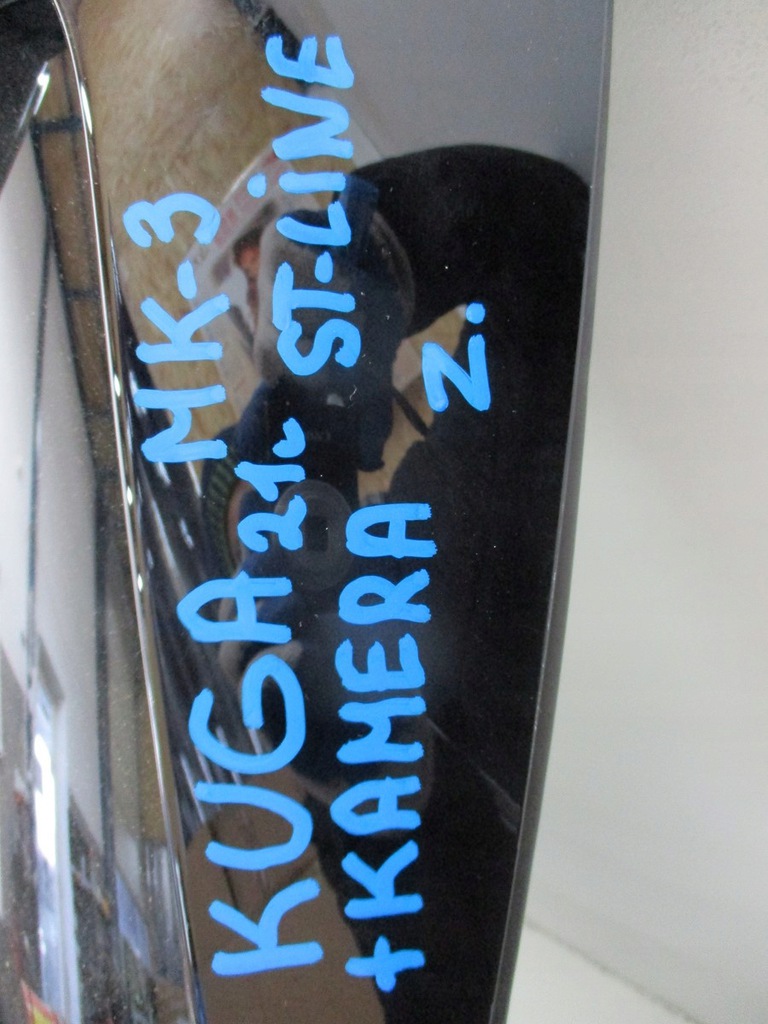 KUGA MK-3
21r. ST-LiNE
+KAMERA Z.